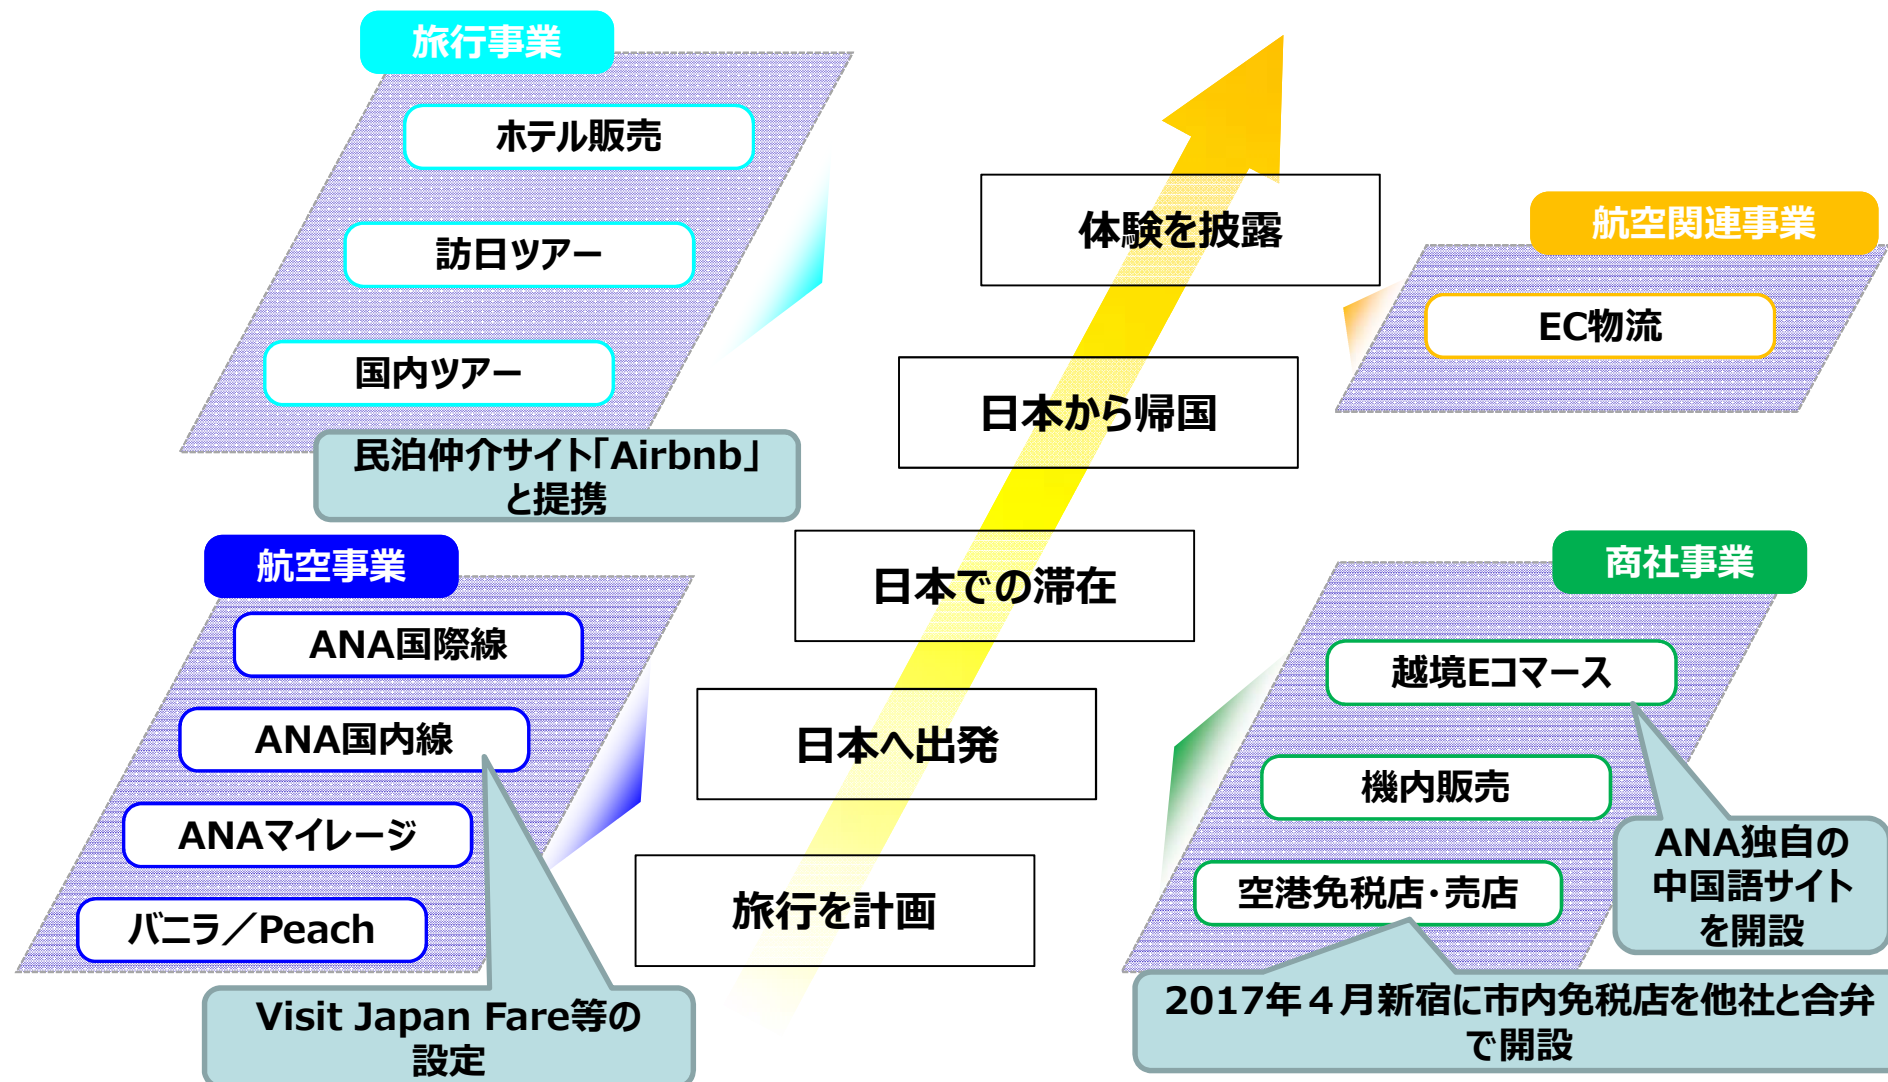 旅行事業
ホテル販売
訪日ツアー
国内ツアー
民泊仲介サイト「Airbnb」
と提携
航空事業
ANA国際線
ANA国内線
ANAマイレージ
バニラ／Peach
Visit Japan Fare等の
設定
体験を披露
日本から帰国
日本での滞在
日本へ出発
旅行を計画
航空関連事業
EC物流
商社事業
越境Eコマース
機内販売
空港免税店・売店
ANA独自の
中国語サイト
を開設
2017年４月新宿に市内免税店を他社と合弁
で開設